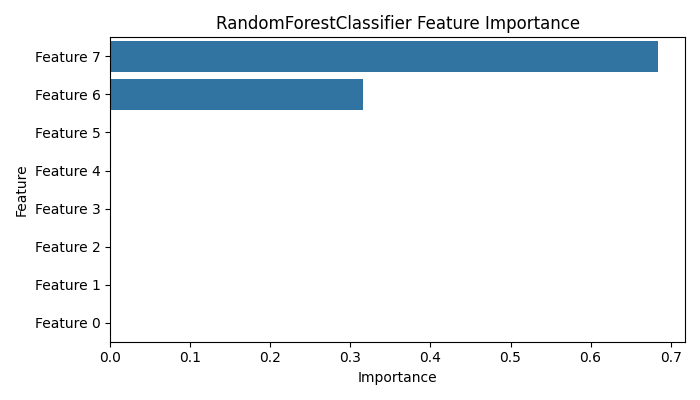 RandomForestClassifier Feature Importance
Feature 7
Feature 6
Feature 5
Feature 4
Feature 3
Feature 2
Feature 1
Feature 0
Feature
0.0 0.1 0.2 0.3 0.4 0.5 0.6 0.7
Importance